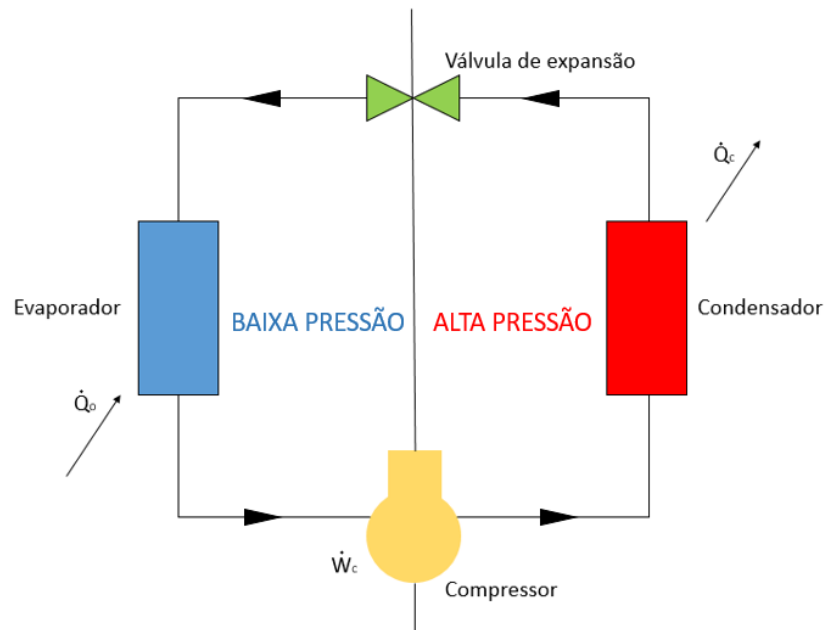 Válvula de expansão
Q̇c
Evaporador
BAIXA PRESSÃO
ALTA PRESSÃO
Condensador
Q̇o
Ẇc
Compressor